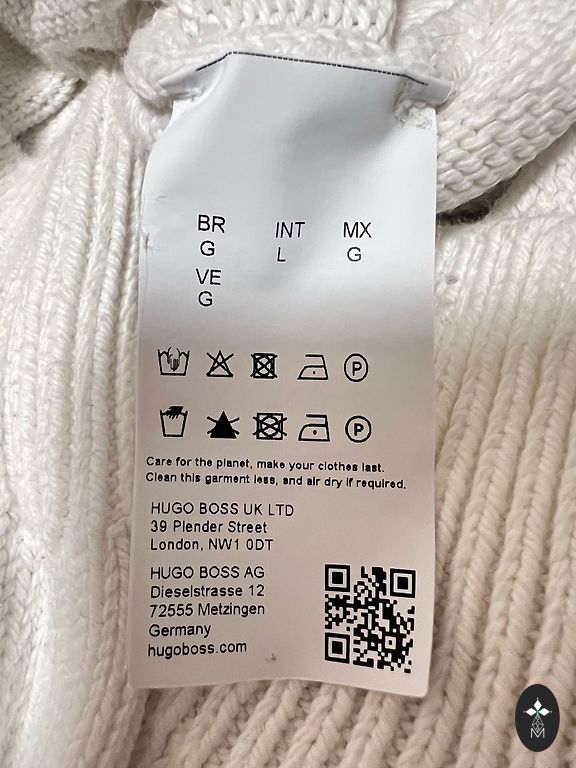 BR INT MX
G L G
VE
G
P
P
Care for the planet, make your clothes last.
Clean this garment less, and air dry if required.
HUGO BOSS UK LTD
39 Plender Street
London, NW1 0DT
HUGO BOSS AG
Dieselstrasse 12
72555 Metzingen
Germany
hugoboss.com
M